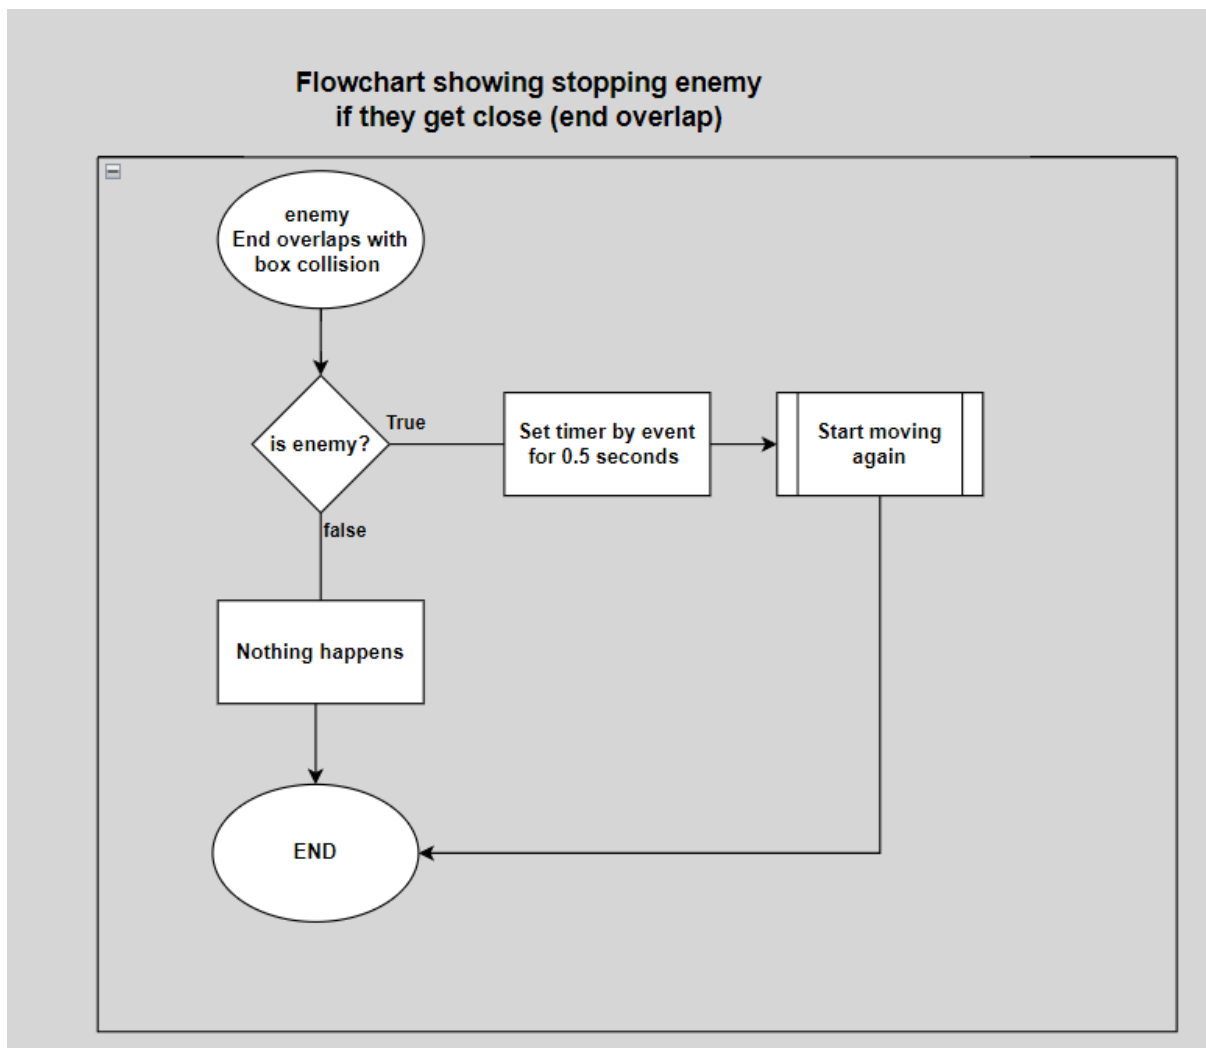 Flowchart showing stopping enemy
if they get close (end overlap)
enemy
End overlaps with
box collision
is enemy?
True
Set timer by event
for 0.5 seconds
Start moving
again
false
Nothing happens
END